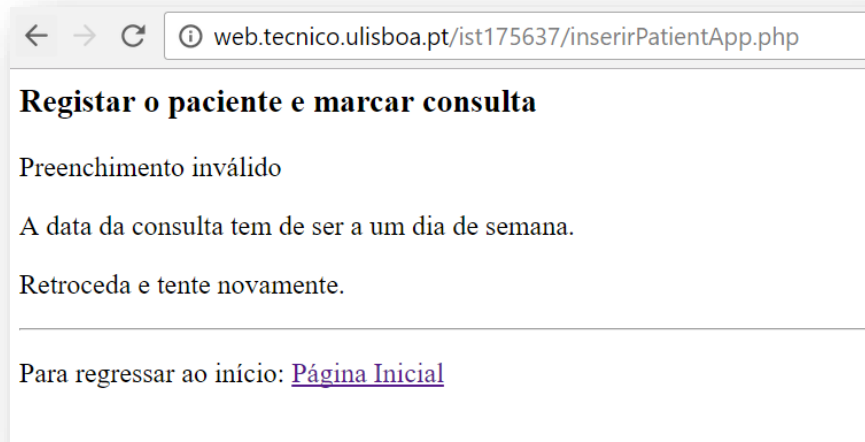 web.tecnico.ulisboa.pt/ist175637/inserirPatientApp.php
Registar o paciente e marcar consulta
Preenchimento inválido
A data da consulta tem de ser a um dia de semana.
Retroceda e tente novamente.
Para regressar ao início: Página Inicial